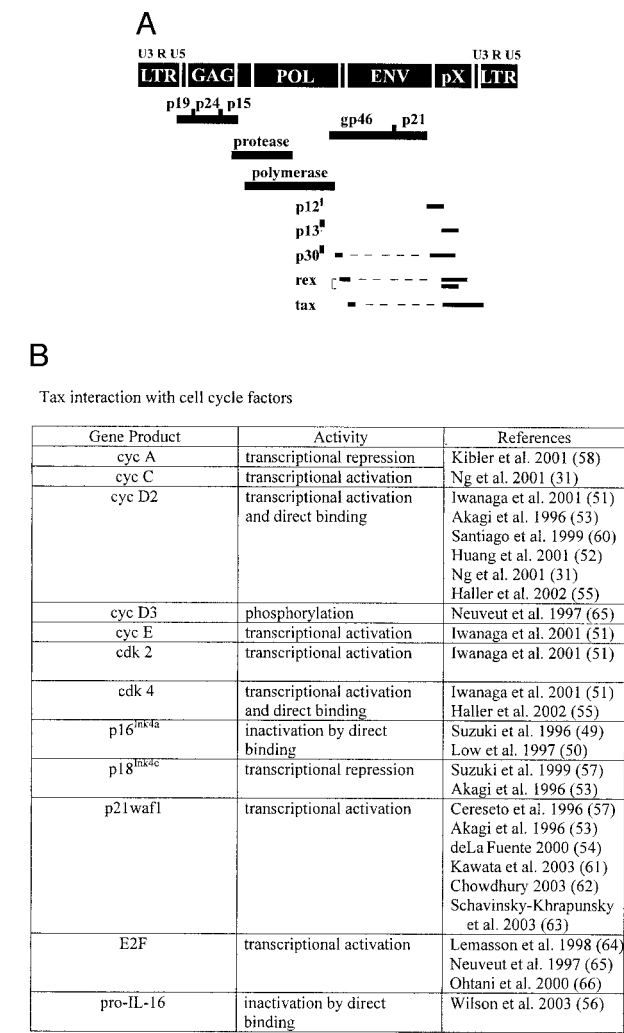 A
U3 R U5 U3 R U5
LTR GAG POL ENV pX LTR
p19 p24 p15
gp46 p21
protease
polymerase
p12I
p13II
p30II
rex
tax
B
Tax interaction with cell cycle factors
Gene Product Activity References
cyc A transcriptional repression Kibler et al. 2001 (58)
cyc C transcriptional activation Ng et al. 2001 (31)
cyc D2 transcriptional activation Iwanaga et al. 2001 (51)
and direct binding Akagi et al. 1996 (53)
Santiago et al. 1999 (60)
Huang et al. 2001 (52)
Ng et al. 2001 (31)
Haller et al. 2002 (55)
cyc D3 phosphorylation Neuveut et al. 1997 (65)
cyc E transcriptional activation Iwanaga et al. 2001 (51)
cdk 2 transcriptional activation Iwanaga et al. 2001 (51)
cdk 4 transcriptional activation Iwanaga et al. 2001 (51)
and direct binding Haller et al. 2002 (55)
p16Ink4a inactivation by direct Suzuki et al. 1996 (49)
binding Low et al. 1997 (50)
p18Ink4c transcriptional repression Suzuki et al. 1999 (57)
Akagi et al. 1996 (53)
p21waf1 transcriptional activation Cereseto et al. 1996 (57)
Akagi et al. 1996 (53)
deLa Fuente 2000 (54)
Kawata et al. 2003 (61)
Chowdhury 2003 (62)
Schavinsky-Khrapunsky
et al. 2003 (63)
E2F transcriptional activation Lemasson et al. 1998 (64)
Neuveut et al. 1997 (65)
Ohtani et al. 2000 (66)
pro-IL-16 inactivation by direct Wilson et al. 2003 (56)
binding